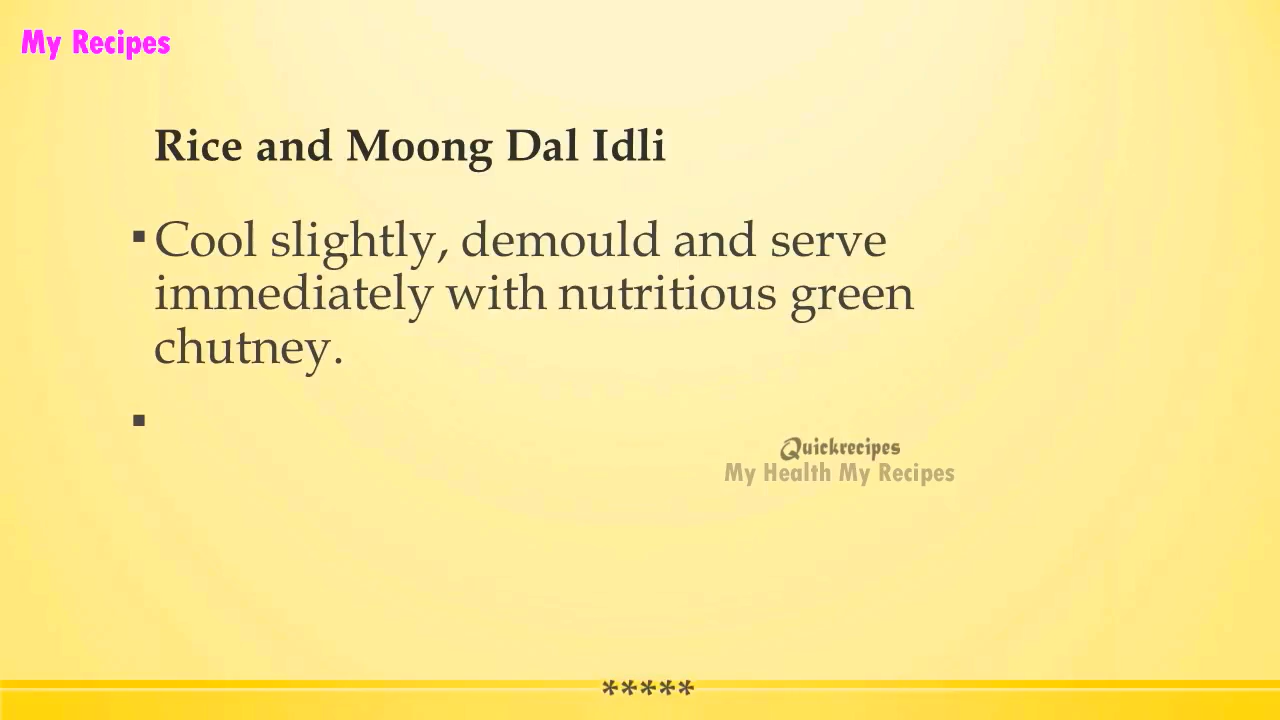 My Recipes
Rice and Moong Dal Idli
▪ Cool slightly, demould and serve
immediately with nutritious green
chutney.
▪
Quickrecipes
My Health My Recipes
*****